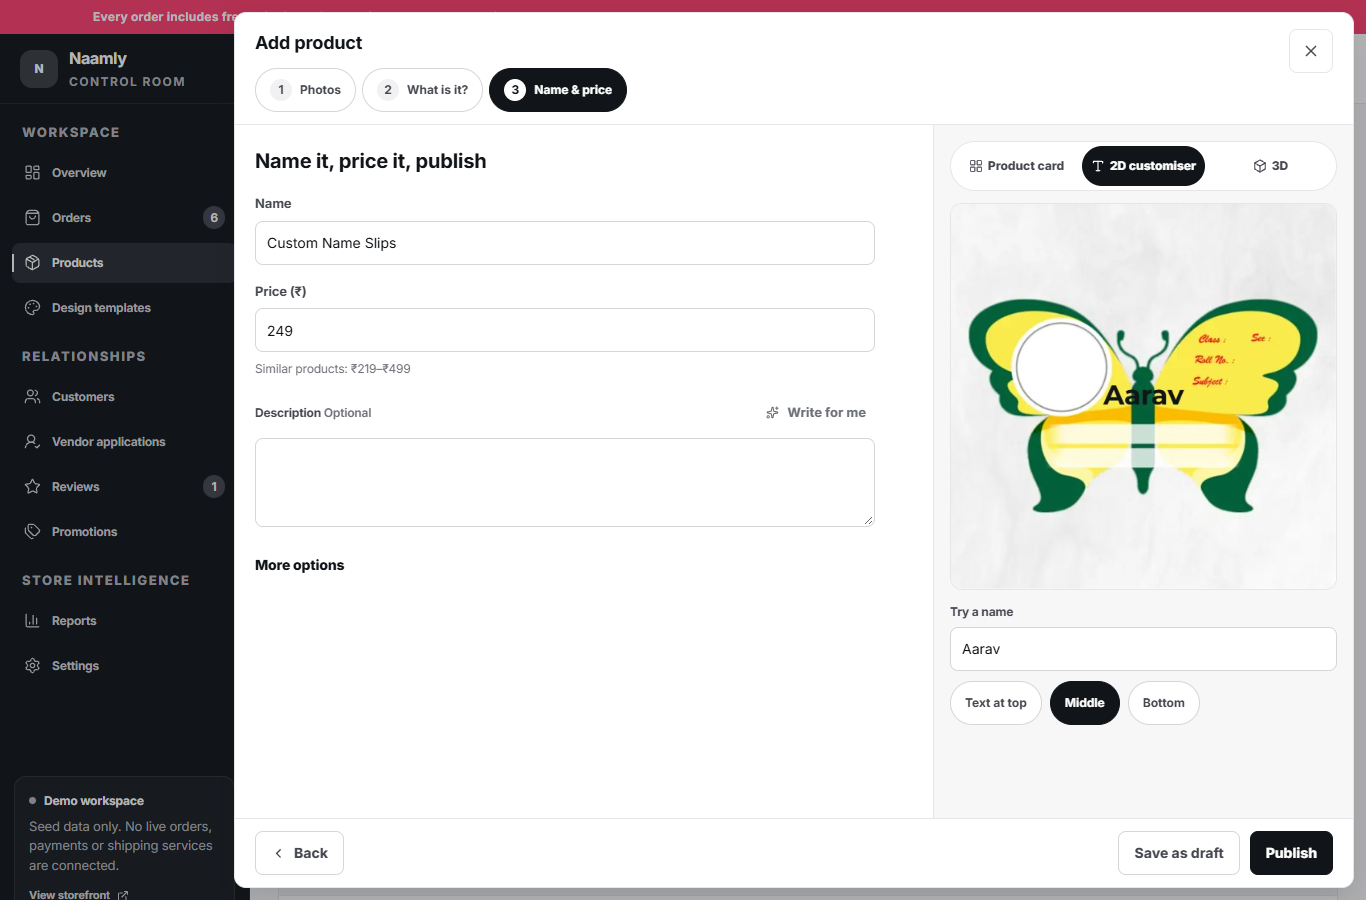 Every order includes fre
N
Naamly
CONTROL ROOM
WORKSPACE
Overview
Orders
6
Products
Design templates
RELATIONSHIPS
Customers
Vendor applications
Reviews
1
Promotions
STORE INTELLIGENCE
Reports
Settings
Demo workspace
Seed data only. No live orders,
payments or shipping services
are connected.
View storefront
Add product
1 Photos
2 What is it?
3 Name & price
Name it, price it, publish
Name
Custom Name Slips
Price (₹)
249
Similar products: ₹219–₹499
Description Optional
Write for me
More options
Product card
2D customiser
3D
Class :
Sec :
Roll No. :
Subject :
Aarav
Try a name
Aarav
Text at top
Middle
Bottom
Back
Save as draft
Publish